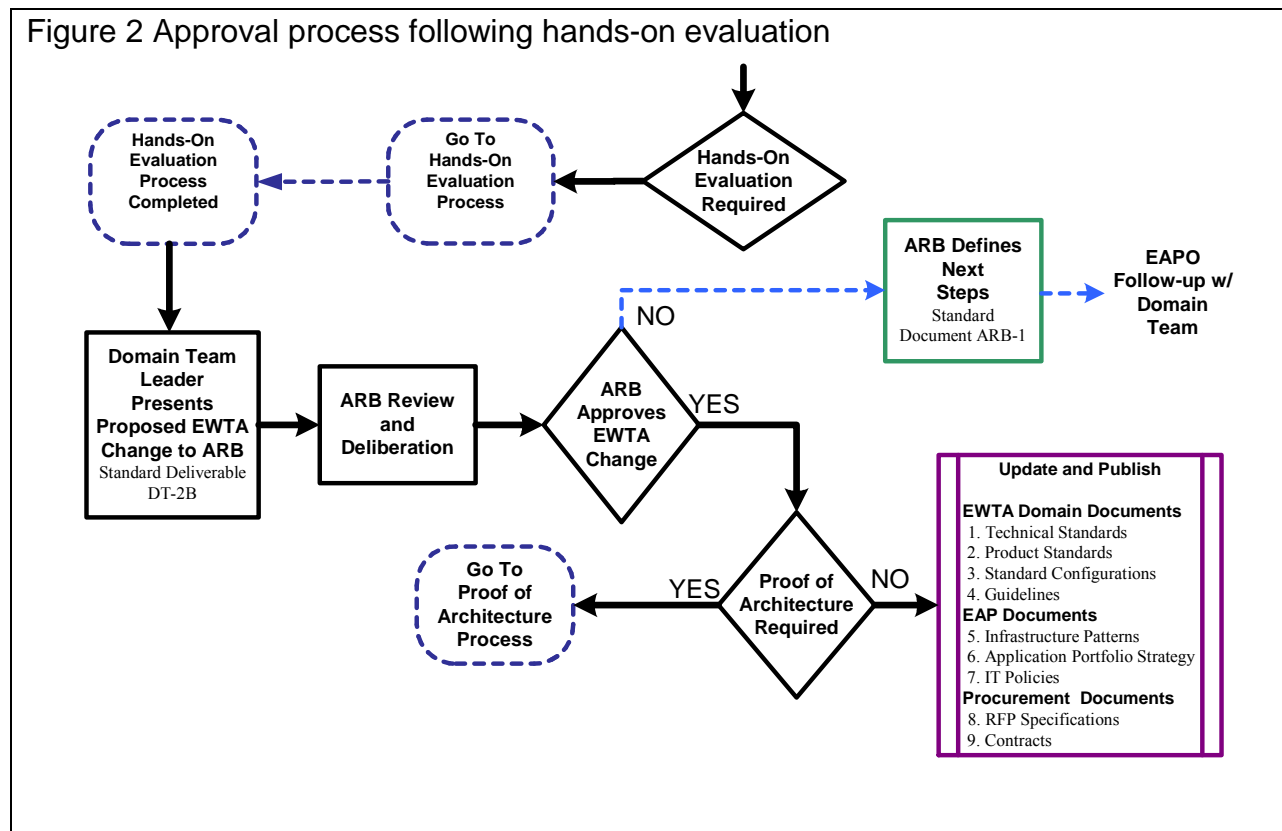 Figure 2 Approval process following hands-on evaluation
Hands-On
Evaluation
Process
Completed
Go To
Hands-On
Evaluation
Process
Hands-On
Evaluation
Required
ARB Defines
Next
Steps
Standard
Document ARB-1
EAPO
Follow-up w/
Domain
Team
NO
Domain Team
Leader
Presents
Proposed EWTA
Change to ARB
Standard Deliverable
DT-2B
ARB Review
and
Deliberation
ARB
Approves
EWTA
Change
YES
Go To
Proof of
Architecture
Process
YES
Proof of
Architecture
Required
NO
Update and Publish
EWTA Domain Documents
1. Technical Standards
2. Product Standards
3. Standard Configurations
4. Guidelines
EAP Documents
5. Infrastructure Patterns
6. Application Portfolio Strategy
7. IT Policies
Procurement Documents
8. RFP Specifications
9. Contracts